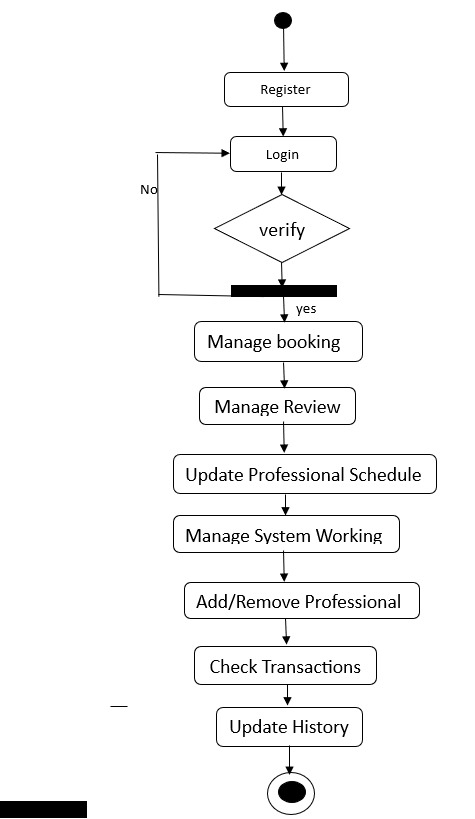 Register
Login
No
verify
yes
Manage booking
Manage Review
Update Professional Schedule
Manage System Working
Add/Remove Professional
Check Transactions
Update History